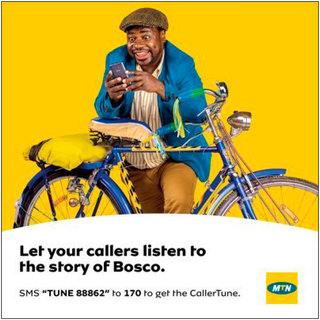 Let your callers listen to
the story of Bosco.
SMS “TUNE 88862” to 170 to get the CallerTune.
MTN